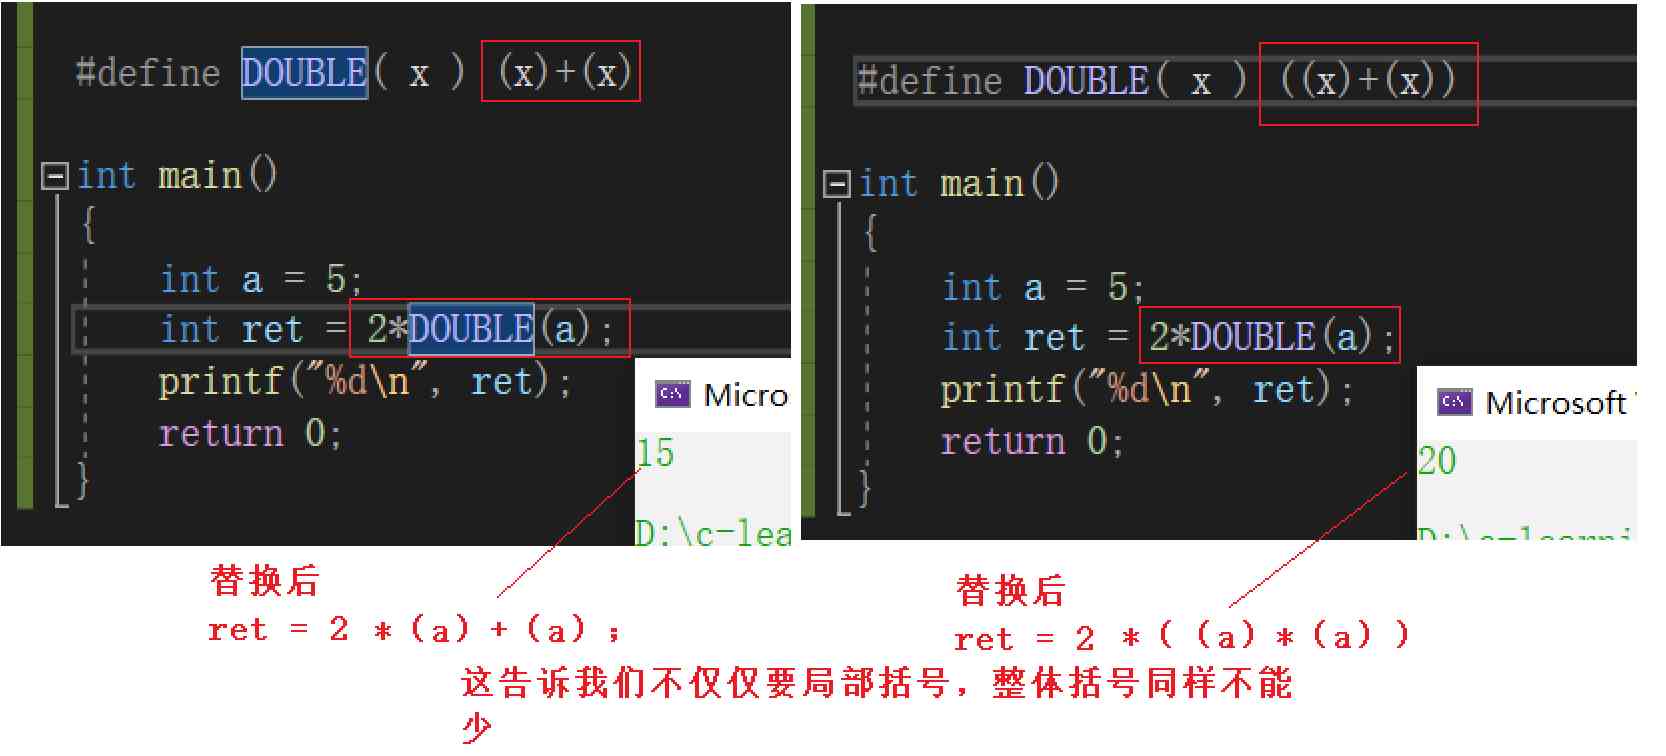 #define DOUBLE( x ) (x)+(x)
int main()
{
int a = 5;
int ret = 2*DOUBLE(a);
printf("%d\n", ret);
return 0;
}
Micro
15
D:\c-lea
替换后
ret = 2 *(a)+(a);
#define DOUBLE( x ) ((x)+(x))
int main()
{
int a = 5;
int ret = 2*DOUBLE(a);
printf("%d\n", ret);
return 0;
}
Microsoft
20
D:\c-learni
替换后
ret = 2 *((a)*(a))
这告诉我们不仅仅要局部括号，整体括号同样不能
少